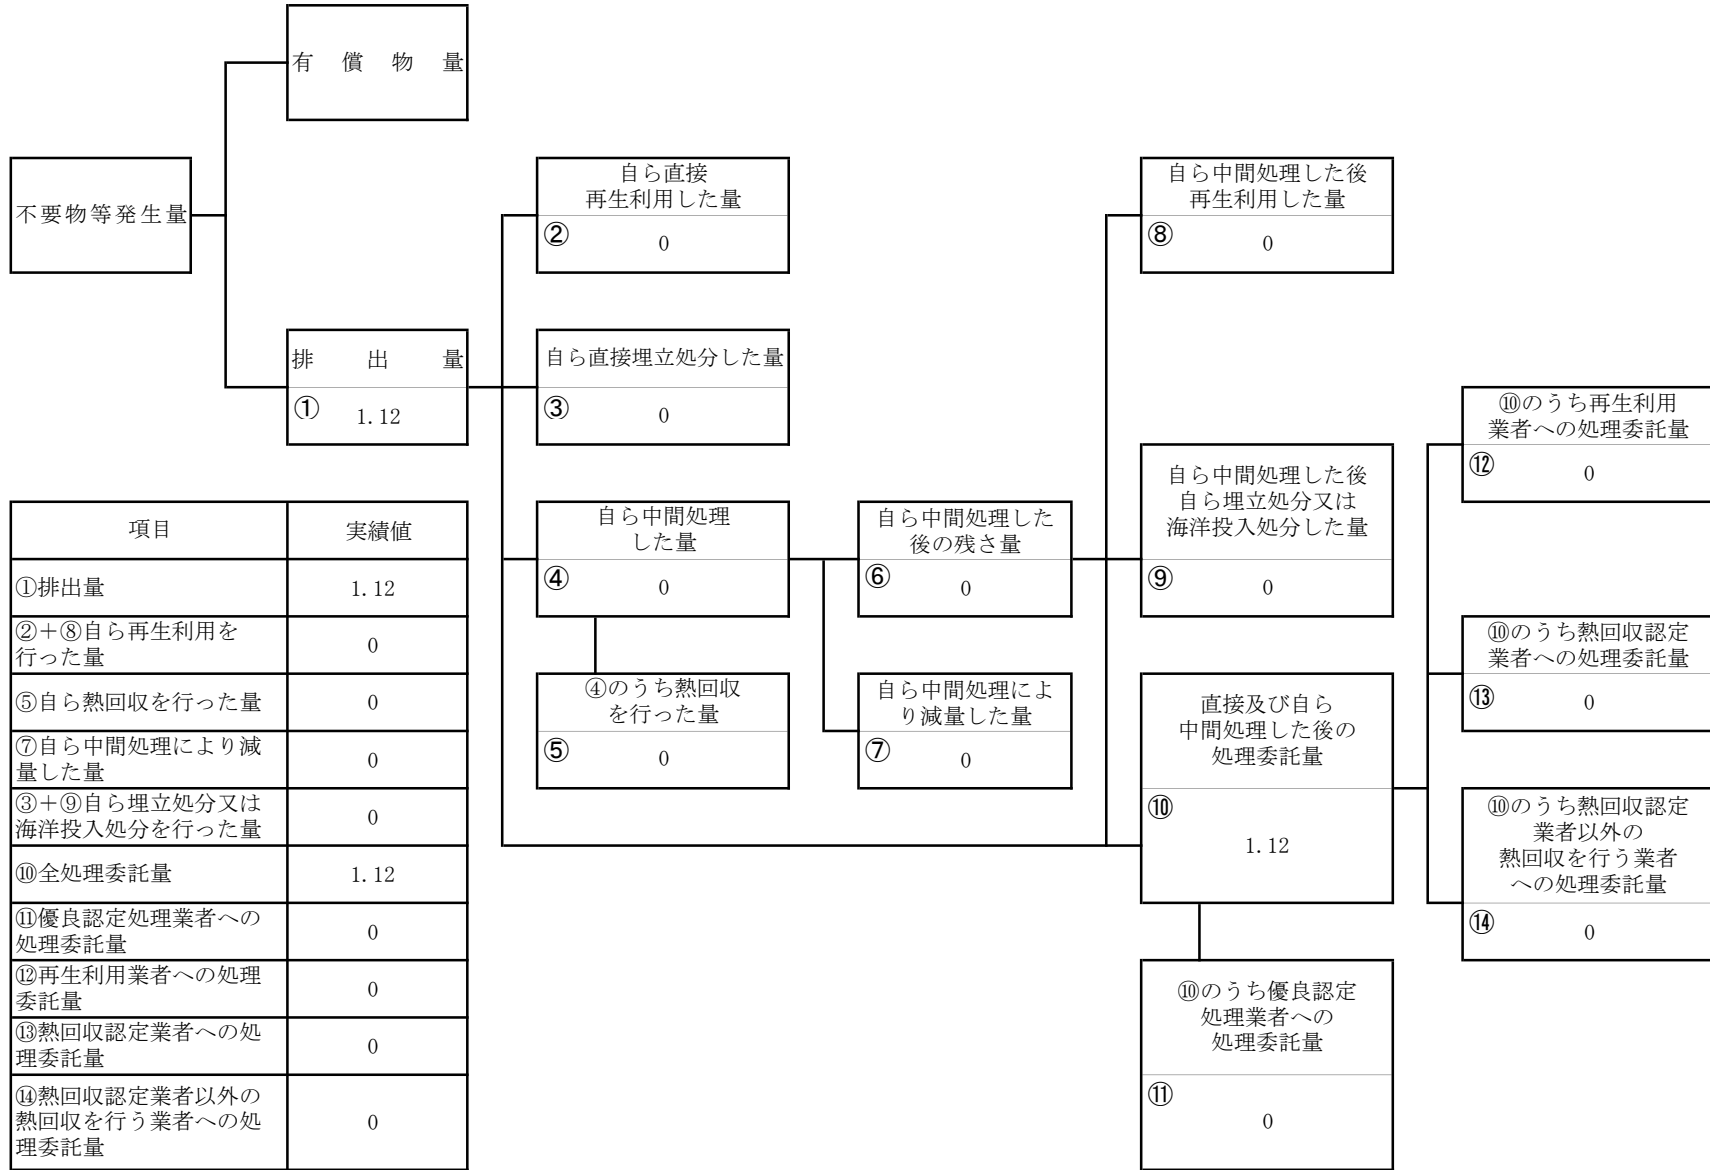 有償物量
不要物等発生量
排出量
① 1.12
自ら直接
再生利用した量
② 0
自ら直接埋立処分した量
③ 0
自ら中間処理
した量
④ 0
④のうち熱回収
を行った量
⑤ 0
自ら中間処理した
後の残さ量
⑥ 0
自ら中間処理によ
り減量した量
⑦ 0
自ら中間処理した後
再生利用した量
⑧ 0
自ら中間処理した後
自ら埋立処分又は
海洋投入処分した量
⑨ 0
直接及び自ら
中間処理した後の
処理委託量
⑩
1.12
⑩のうち優良認定
処理業者への
処理委託量
⑪
0
⑩のうち再生利用
業者への処理委託量
⑫ 0
⑩のうち熱回収認定
業者への処理委託量
⑬ 0
⑩のうち熱回収認定
業者以外の
熱回収を行う業者
への処理委託量
⑭ 0
項目 実績値
①排出量 1.12
②+⑧自ら再生利用を
行った量 0
⑤自ら熱回収を行った量 0
⑦自ら中間処理により減
量した量 0
③+⑨自ら埋立処分又は
海洋投入処分を行った量 0
⑩全処理委託量 1.12
⑪優良認定処理業者への
処理委託量 0
⑫再生利用業者への処理
委託量 0
⑬熱回収認定業者への処
理委託量 0
⑭熱回収認定業者以外の
熱回収を行う業者への処 0
理委託量